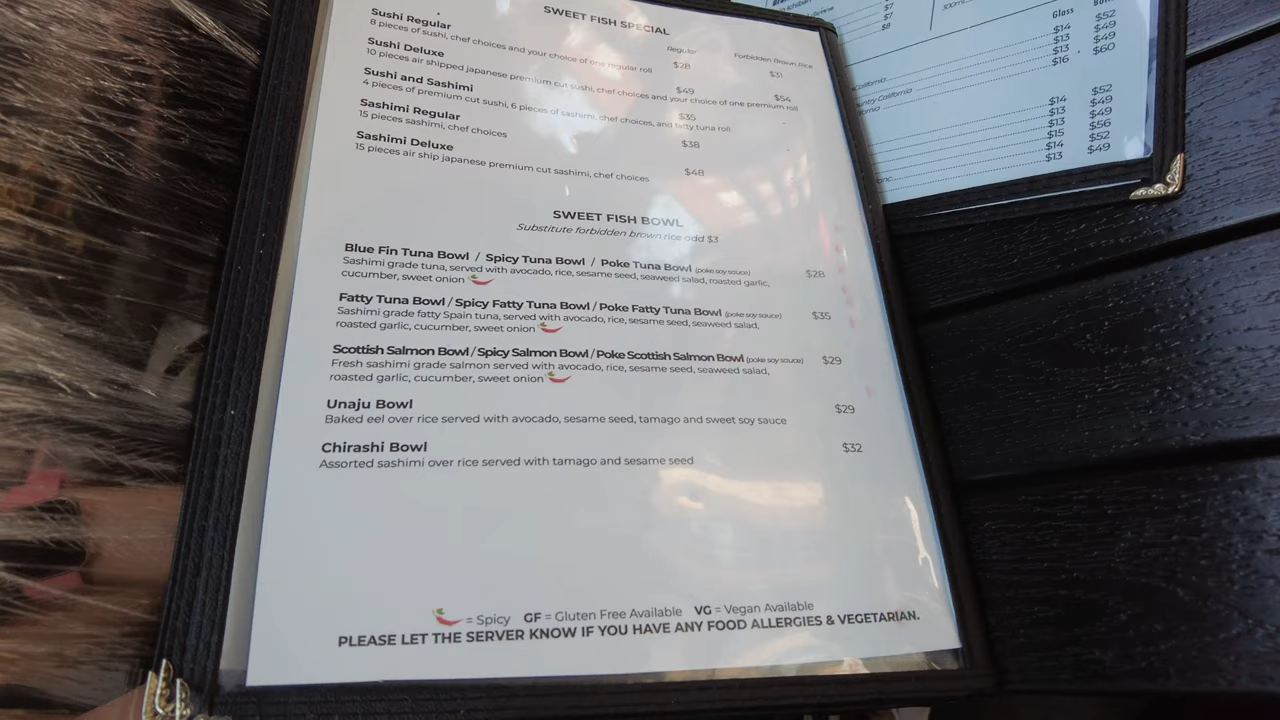 SWEET FISH SPECIAL
Regular Forbidden Brown Rice
Sushi Regular
8 pieces of sushi, chef choices and your choice of one regular roll $28 $31
Sushi Deluxe
10 pieces air shipped japanese premium cut sushi, chef choices and your choice of one premium roll $49 $54
Sushi and Sashimi
4 pieces of premium cut sushi, 6 pieces of sashimi, chef choices, and fatty tuna roll $35
Sashimi Regular
15 pieces sashimi, chef choices $38
Sashimi Deluxe
15 pieces air ship japanese premium cut sashimi, chef choices $48
SWEET FISH BOWL
Substitute forbidden brown rice add $3
Blue Fin Tuna Bowl / Spicy Tuna Bowl / Poke Tuna Bowl (poke soy sauce) $28
Sashimi grade tuna, served with avocado, rice, sesame seed, seaweed salad, roasted garlic,
cucumber, sweet onion
Fatty Tuna Bowl / Spicy Fatty Tuna Bowl / Poke Fatty Tuna Bowl (poke soy sauce) $35
Sashimi grade fatty Spain tuna, served with avocado, rice, sesame seed, seaweed salad,
roasted garlic, cucumber, sweet onion
Scottish Salmon Bowl / Spicy Salmon Bowl / Poke Scottish Salmon Bowl (poke soy sauce) $29
Fresh sashimi grade salmon served with avocado, rice, sesame seed, seaweed salad,
roasted garlic, cucumber, sweet onion
Unaju Bowl $29
Baked eel over rice served with avocado, sesame seed, tamago and sweet soy sauce
Chirashi Bowl $32
Assorted sashimi over rice served with tamago and sesame seed
= Spicy GF = Gluten Free Available VG = Vegan Available
PLEASE LET THE SERVER KNOW IF YOU HAVE ANY FOOD ALLERGIES & VEGETARIAN.
$7
$7
$8
Glass
$14 $52
$13 $49
$13 $49
$16 $60
$14 $52
$13 $49
$13 $49
$15 $56
$14 $52
$13 $49